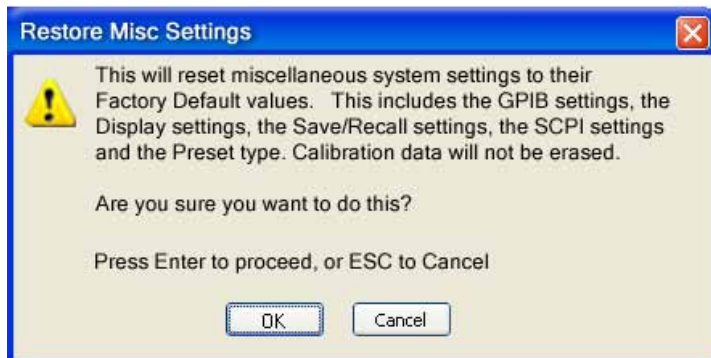 Restore Misc Settings
This will reset miscellaneous system settings to their
Factory Default values.   This includes the GPIB settings, the
Display settings, the Save/Recall settings, the SCPI settings
and the Preset type. Calibration data will not be erased.
Are you sure you want to do this?
Press Enter to proceed, or ESC to Cancel
OK
Cancel